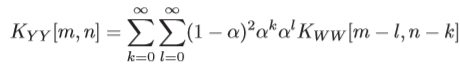 $K_{YY}[m,n] = \sum_{k=0}^{\infty} \sum_{l=0}^{\infty} (1-\alpha)^2 \alpha^k \alpha^l K_{WW}[m-l, n-k]$